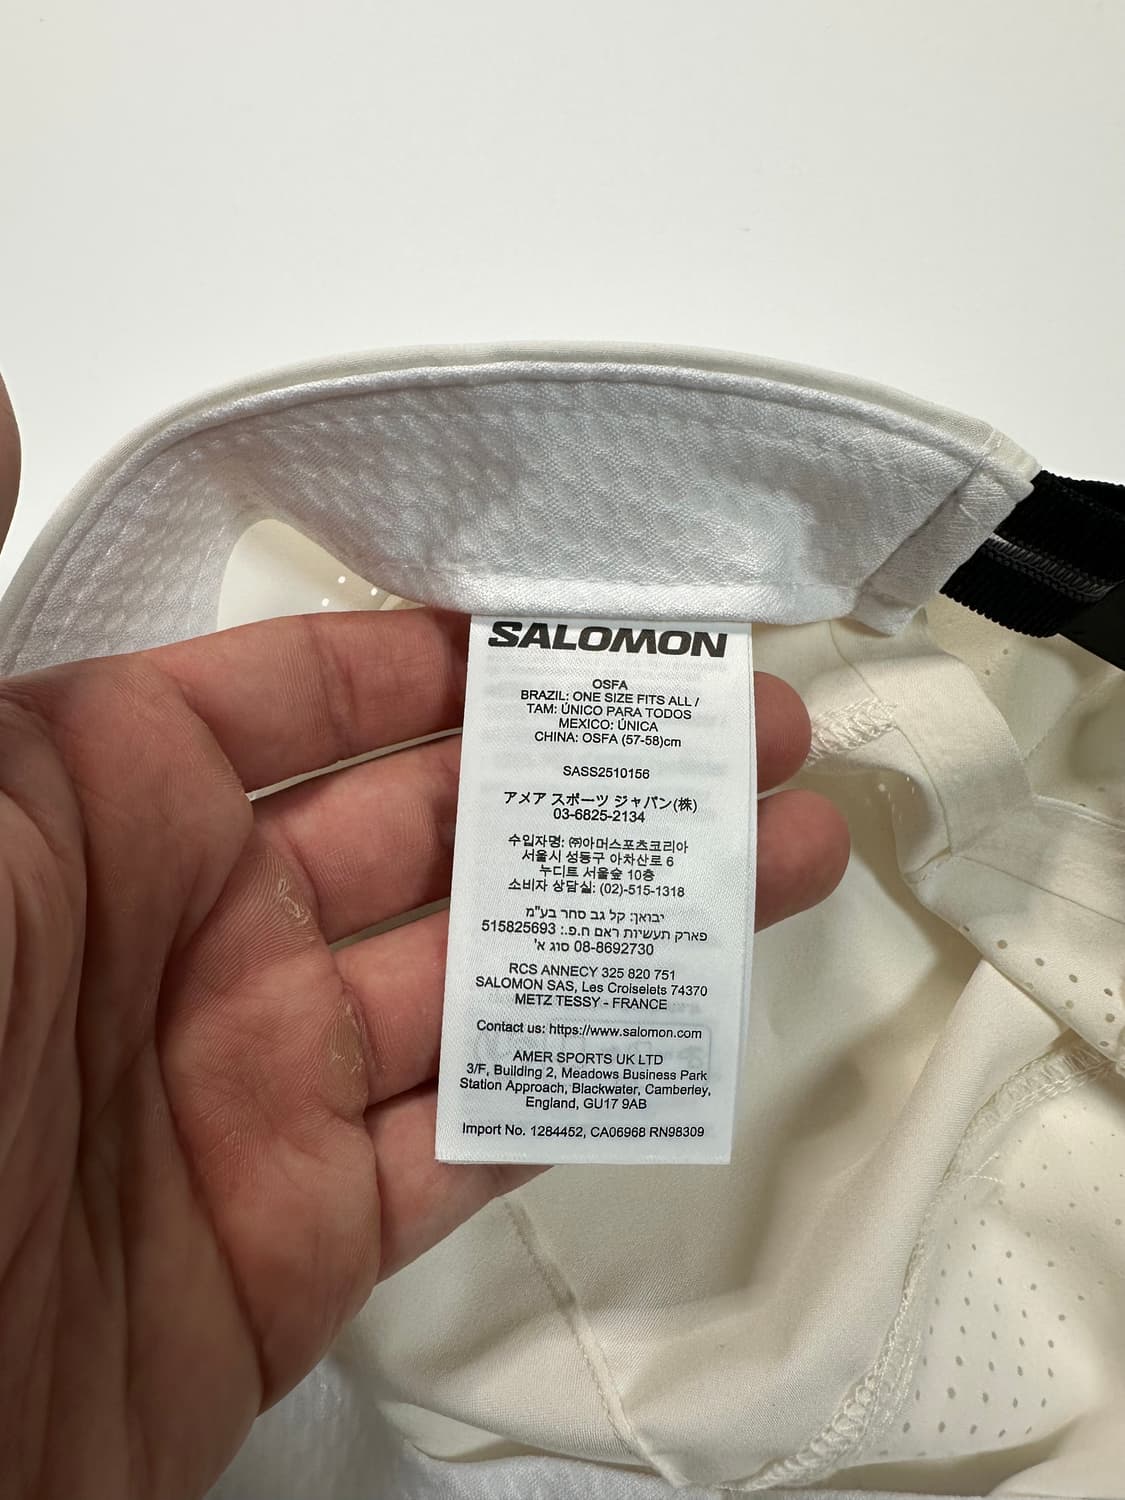 SALOMON
OSFA
BRAZIL: ONE SIZE FITS ALL /
TAM: ÚNICO PARA TODOS
MEXICO: ÚNICA
CHINA: OSFA (57-58)cm
SASS2510156
アメア スポーツ ジャパン(株)
03-6825-2134
수입자명: ㈜아머스포츠코리아
서울시 성동구 아차산로 6
누디트 서울숲 10층
소비자 상담실: (02)-515-1318
יבואן: קל גב סחר בע"מ
פארק תעשיות ראם ח.פ.: 515825693
08-8692730 סוג א'
RCS ANNECY 325 820 751
SALOMON SAS, Les Croiselets 74370
METZ TESSY - FRANCE
Contact us: https://www.salomon.com
AMER SPORTS UK LTD
3/F, Building 2, Meadows Business Park
Station Approach, Blackwater, Camberley,
England, GU17 9AB
Import No. 1284452, CA06968 RN98309